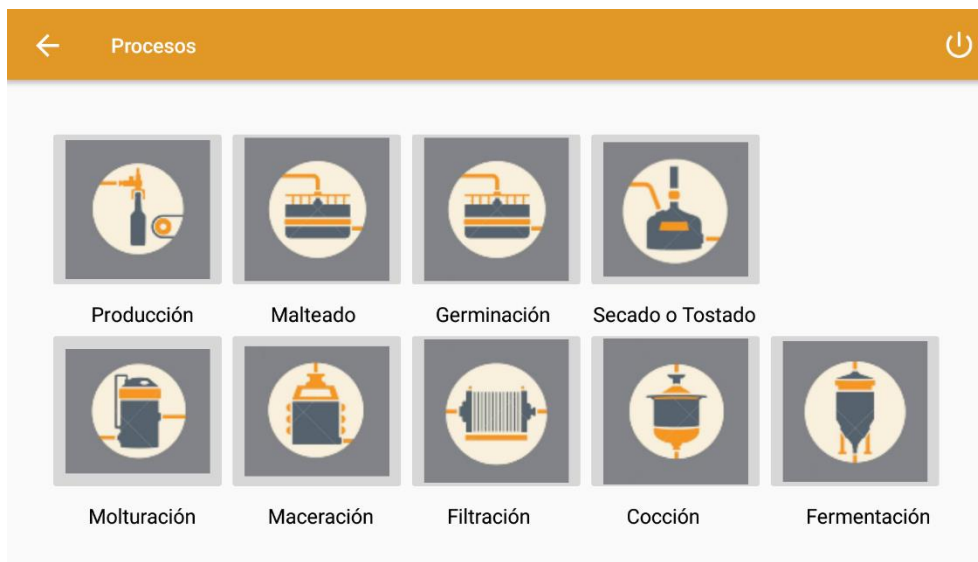 Procesos
Producción Malteado Germinación Secado o Tostado
Molturación Maceración Filtración Cocción Fermentación